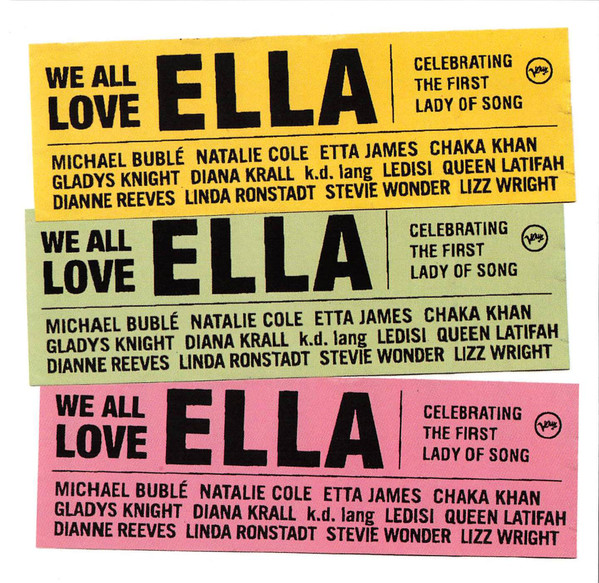 WE ALL LOVE ELLA
CELEBRATING THE FIRST LADY OF SONG
Verve
MICHAEL BUBLÉ NATALIE COLE ETTA JAMES CHAKA KHAN
GLADYS KNIGHT DIANA KRALL k.d. lang LEDISI QUEEN LATIFAH
DIANNE REEVES LINDA RONSTADT STEVIE WONDER LIZZ WRIGHT
WE ALL LOVE ELLA
CELEBRATING THE FIRST LADY OF SONG
Verve
MICHAEL BUBLÉ NATALIE COLE ETTA JAMES CHAKA KHAN
GLADYS KNIGHT DIANA KRALL k.d. lang LEDISI QUEEN LATIFAH
DIANNE REEVES LINDA RONSTADT STEVIE WONDER LIZZ WRIGHT
WE ALL LOVE ELLA
CELEBRATING THE FIRST LADY OF SONG
Verve
MICHAEL BUBLÉ NATALIE COLE ETTA JAMES CHAKA KHAN
GLADYS KNIGHT DIANA KRALL k.d. lang LEDISI QUEEN LATIFAH
DIANNE REEVES LINDA RONSTADT STEVIE WONDER LIZZ WRIGHT